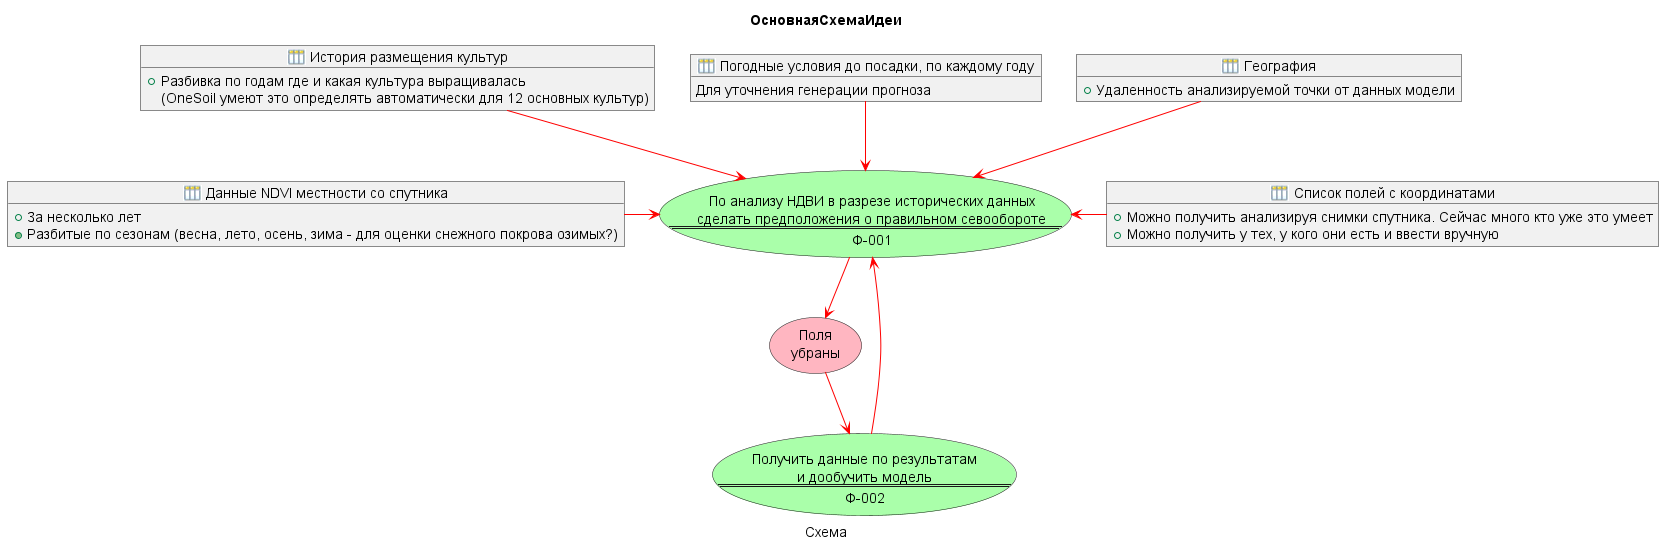 ОсновнаяСхемаИдеи
История размещения культур
Разбивка по годам где и какая культура выращивалась
(OneSoil умеют это определять автоматически для 12 основных культур)
Погодные условия до посадки, по каждому году
Для уточнения генерации прогноза
География
Удаленность анализируемой точки от данных модели
Данные NDVI местности со спутника
За несколько лет
Разбитые по сезонам (весна, лето, осень, зима - для оценки снежного покрова озимых?)
По анализу НДВИ в разрезе исторических данных
сделать предположения о правильном севообороте
Ф-001
Список полей с координатами
Можно получить анализируя снимки спутника. Сейчас много кто уже это умеет
Можно получить у тех, у кого они есть и ввести вручную
Поля
убраны
Получить данные по результатам
и дообучить модель
Ф-002
Схема